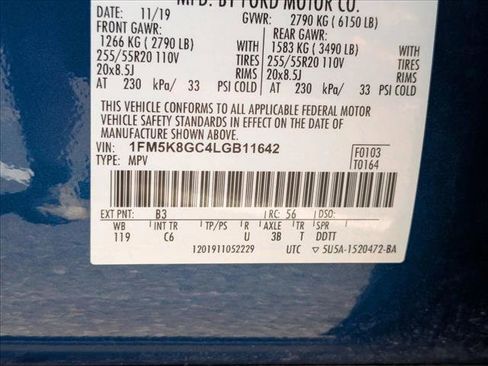 MFD. BY FORD MOTOR CO.
DATE: 11/19 GVWR: 2790 KG ( 6150 LB)
FRONT GAWR: REAR GAWR:
1266 KG ( 2790 LB) 1583 KG ( 3490 LB)
255/55R20 110V TIRES 255/55R20 110V TIRES
20x8.5J RIMS 20x8.5J RIMS
AT 230 kPa/ 33 PSI COLD AT 230 kPa/ 33 PSI COLD
THIS VEHICLE CONFORMS TO ALL APPLICABLE FEDERAL MOTOR
VEHICLE SAFETY STANDARDS IN EFFECT ON THE DATE OF
MANUFACTURE SHOWN ABOVE.
VIN: 1FM5K8GC4LGB11642 F0103
TYPE: MPV T0164
EXT PNT: B3 RC: 56 DSO:
WB INT TR TP/PS R AXLE TR SPR
119 C6 U 3B T DDTT
1201911052229 UTC 5U5A-1520472-BA